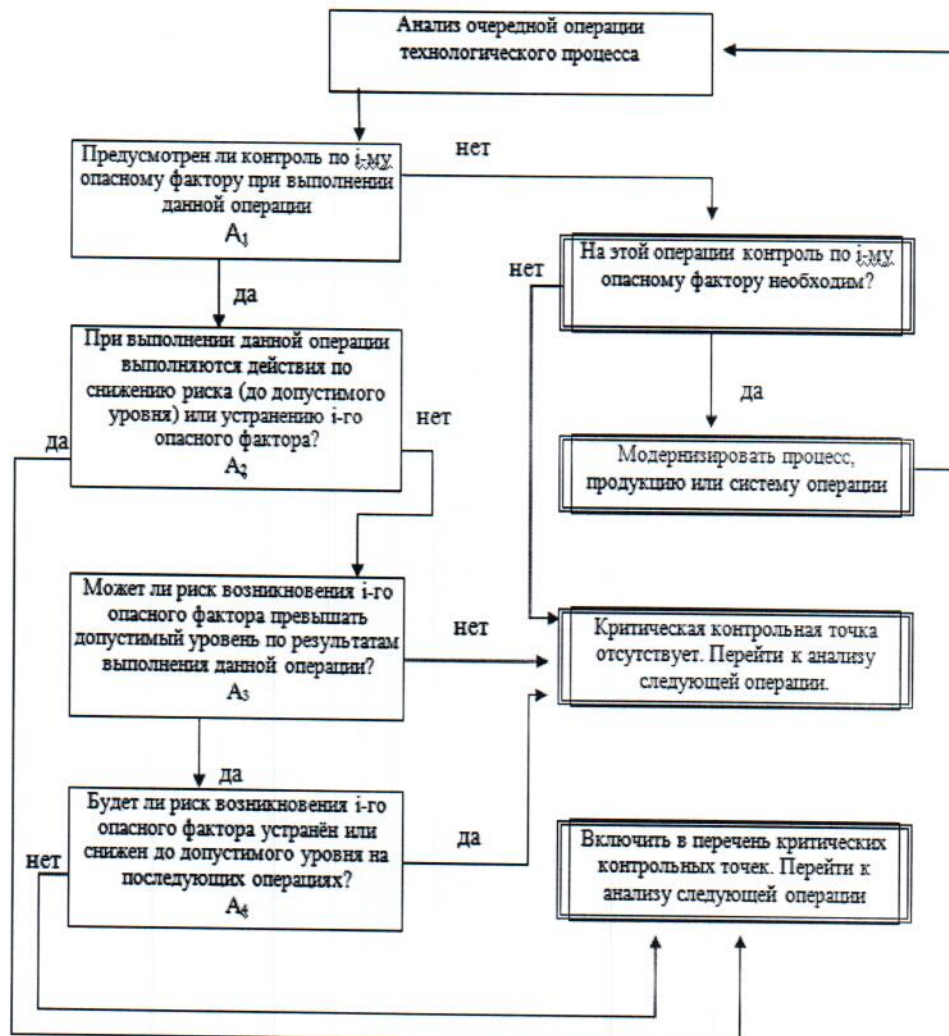 Анализ очередной операции
технологического процесса
Предусмотрен ли контроль по i-му
опасному фактору при выполнении
данной операции
A1
нет
да
На этой операции контроль по i-му
опасному фактору необходим?
нет
да
При выполнении данной операции
выполняются действия по
снижению риска (до допустимого
уровня) или устранению i-го
опасного фактора?
A2
да
нет
Модернизировать процесс,
продукцию или систему операции
Может ли риск возникновения i-го
опасного фактора превышать
допустимый уровень по результатам
выполнения данной операции?
A3
нет
да
Критическая контрольная точка
отсутствует. Перейти к анализу
следующей операции.
Будет ли риск возникновения i-го
опасного фактора устранён или
снижен до допустимого уровня на
последующих операциях?
A4
нет
да
Включить в перечень критических
контрольных точек. Перейти к
анализу следующей операции